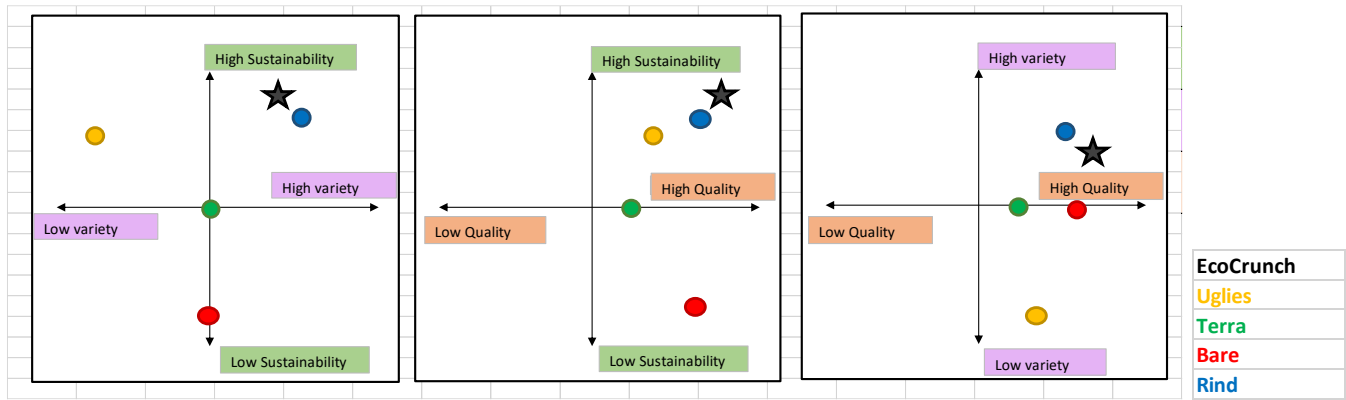 High Sustainability
High variety
Low variety
Low Sustainability
High Sustainability
High Quality
Low Quality
Low Sustainability
High variety
High Quality
Low Quality
Low variety
EcoCrunch
Uglies
Terra
Bare
Rind